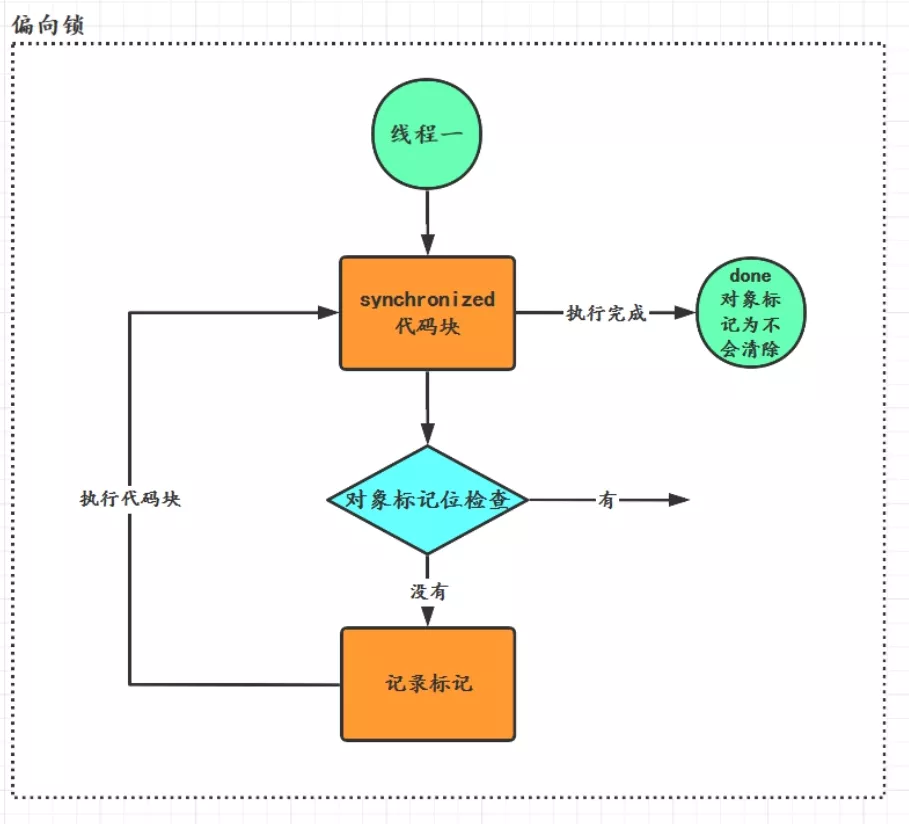 偏向锁
线程一
synchronized
代码块
执行完成
done
对象标
记为不
会清除
执行代码块
对象标记位检查
有
没有
记录标记